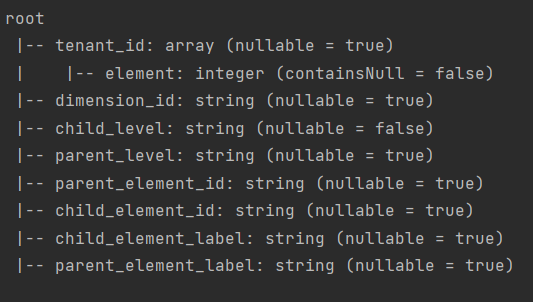 root
 |-- tenant_id: array (nullable = true)
 |    |-- element: integer (containsNull = false)
 |-- dimension_id: string (nullable = true)
 |-- child_level: string (nullable = false)
 |-- parent_level: string (nullable = true)
 |-- parent_element_id: string (nullable = true)
 |-- child_element_id: string (nullable = true)
 |-- child_element_label: string (nullable = true)
 |-- parent_element_label: string (nullable = true)